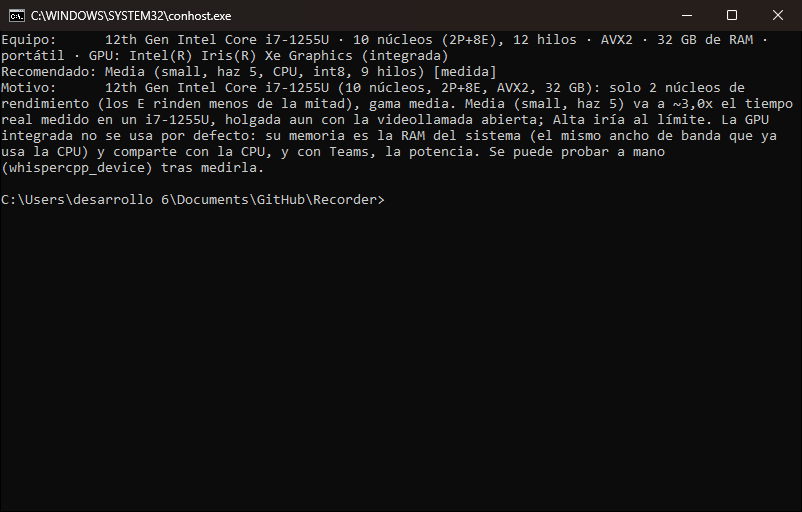 C:\WINDOWS\SYSTEM32\conhost.exe
Equipo:      12th Gen Intel Core i7-1255U · 10 núcleos (2P+8E), 12 hilos · AVX2 · 32 GB de RAM ·
portátil · GPU: Intel(R) Iris(R) Xe Graphics (integrada)
Recomendado: Media (small, haz 5, CPU, int8, 9 hilos) [medida]
Motivo:      12th Gen Intel Core i7-1255U (10 núcleos, 2P+8E, AVX2, 32 GB): solo 2 núcleos de
rendimiento (los E rinden menos de la mitad), gama media. Media (small, haz 5) va a ~3,0x el tiempo
real medido en un i7-1255U, holgada aun con la videollamada abierta; Alta iría al límite. La GPU
integrada no se usa por defecto: su memoria es la RAM del sistema (el mismo ancho de banda que ya
usa la CPU) y comparte con la CPU, y con Teams, la potencia. Se puede probar a mano
(whispercpp_device) tras medirla.
C:\Users\desarrollo 6\Documents\GitHub\Recorder>